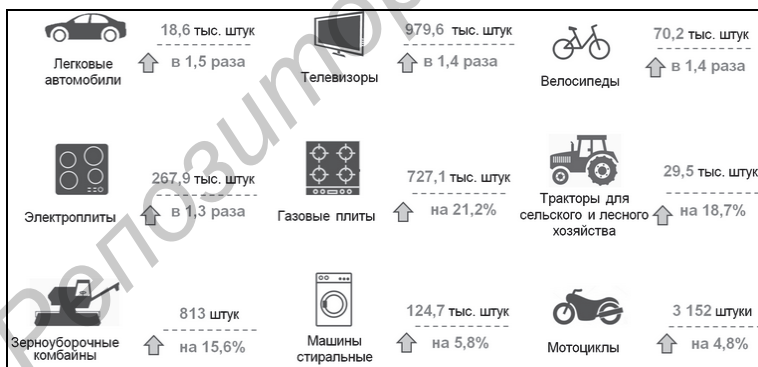 18,6 тыс. штук
Легковые
автомобили
в 1,5 раза
979,6 тыс. штук
Телевизоры
в 1,4 раза
70,2 тыс. штук
Велосипеды
в 1,4 раза
267,9 тыс. штук
Электроплиты
в 1,3 раза
727,1 тыс. штук
Газовые плиты
на 21,2%
29,5 тыс. штук
Тракторы для
сельского и лесного
хозяйства
на 18,7%
813 штук
Зерноуборочные
комбайны
на 15,6%
124,7 тыс. штук
Машины
стиральные
на 5,8%
3 152 штуки
Мотоциклы
на 4,8%